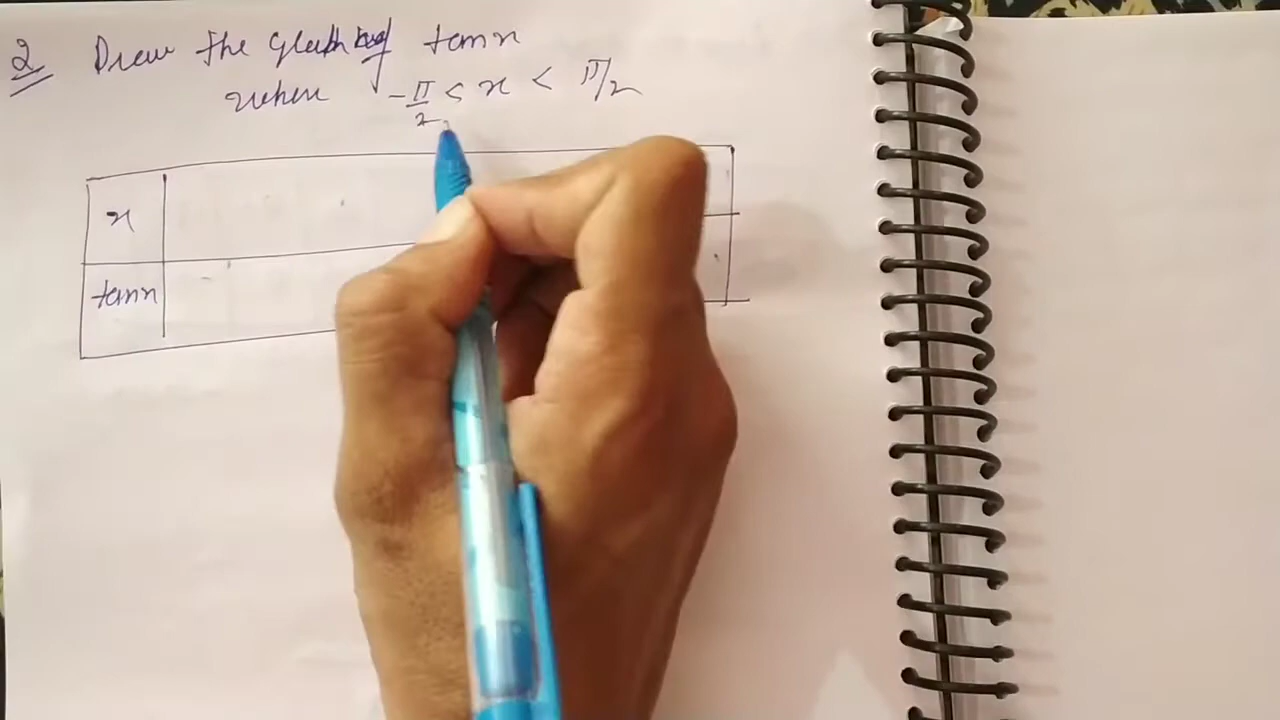 2 Draw the graph of tan x
when -π/2 < x < π/2
x
tan x